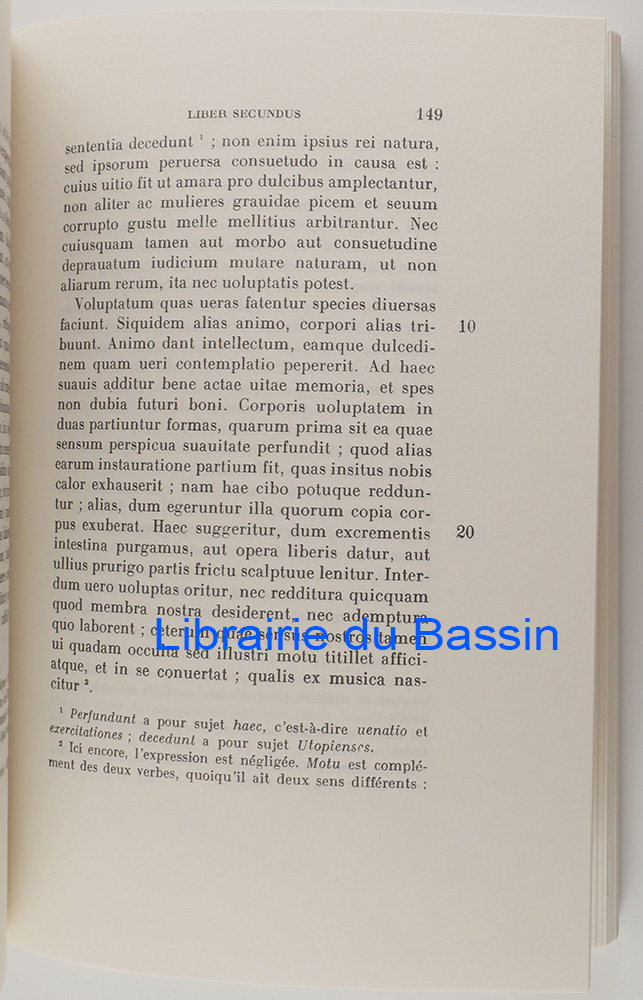 LIBER SECUNDUS 149
sententia decedunt ¹ ; non enim ipsius rei natura,
sed ipsorum peruersa consuetudo in causa est :
cuius uitio fit ut amara pro dulcibus amplectantur,
non aliter ac mulieres grauidae picem et seuum
corrupto gustu melle mellitius arbitrantur. Nec
cuiusquam tamen aut morbo aut consuetudine
deprauatum iudicium mutare naturam, ut non
aliarum rerum, ita nec uoluptatis potest.
Voluptatum quas ueras fatentur species diuersas
faciunt. Siquidem alias animo, corpori alias tri- 10
buunt. Animo dant intellectum, eamque dulcedi-
nem quam ueri contemplatio pepererit. Ad haec
suauis additur bene actae uitae memoria, et spes
non dubia futuri boni. Corporis uoluptatem in
duas partiuntur formas, quarum prima sit ea quae
sensum perspicua suauitate perfundit ; quod alias
earum instauratione partium fit, quas insitus nobis
calor exhauserit ; nam hae cibo potuque reddun-
tur ; alias, dum egeruntur illa quorum copia cor-
pus exuberat. Haec suggeritur, dum excrementis 20
intestina purgamus, aut opera liberis datur, aut
ullius prurigo partis frictu scalptuue lenitur. Inter-
dum uero uoluptas oritur, nec redditura quicquam
quod membra nostra desiderent, nec ademptura
quo laborent ; ceterum quae sensus nostros tamen
Librairie du Bassin
ui quadam occulta sed illustri motu titillet affici-
atque, et in se conuertat ; qualis ex musica nas-
citur ².
¹ Perfundunt a pour sujet haec, c'est-à-dire uenatio et
exercitationes ; decedunt a pour sujet Utopienses.
² Ici encore, l'expression est négligée. Motu est complé-
ment des deux verbes, quoiqu'il ait deux sens différents :